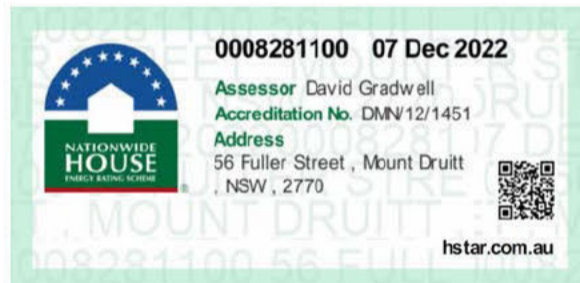 0008281100 07 Dec 2022
Assessor David Gradwell
Accreditation No. DMN/12/1451
Address
56 Fuller Street , Mount Druitt
, NSW , 2770
NATIONWIDE
HOUSE
ENERGY RATING SCHEME
®
hstar.com.au